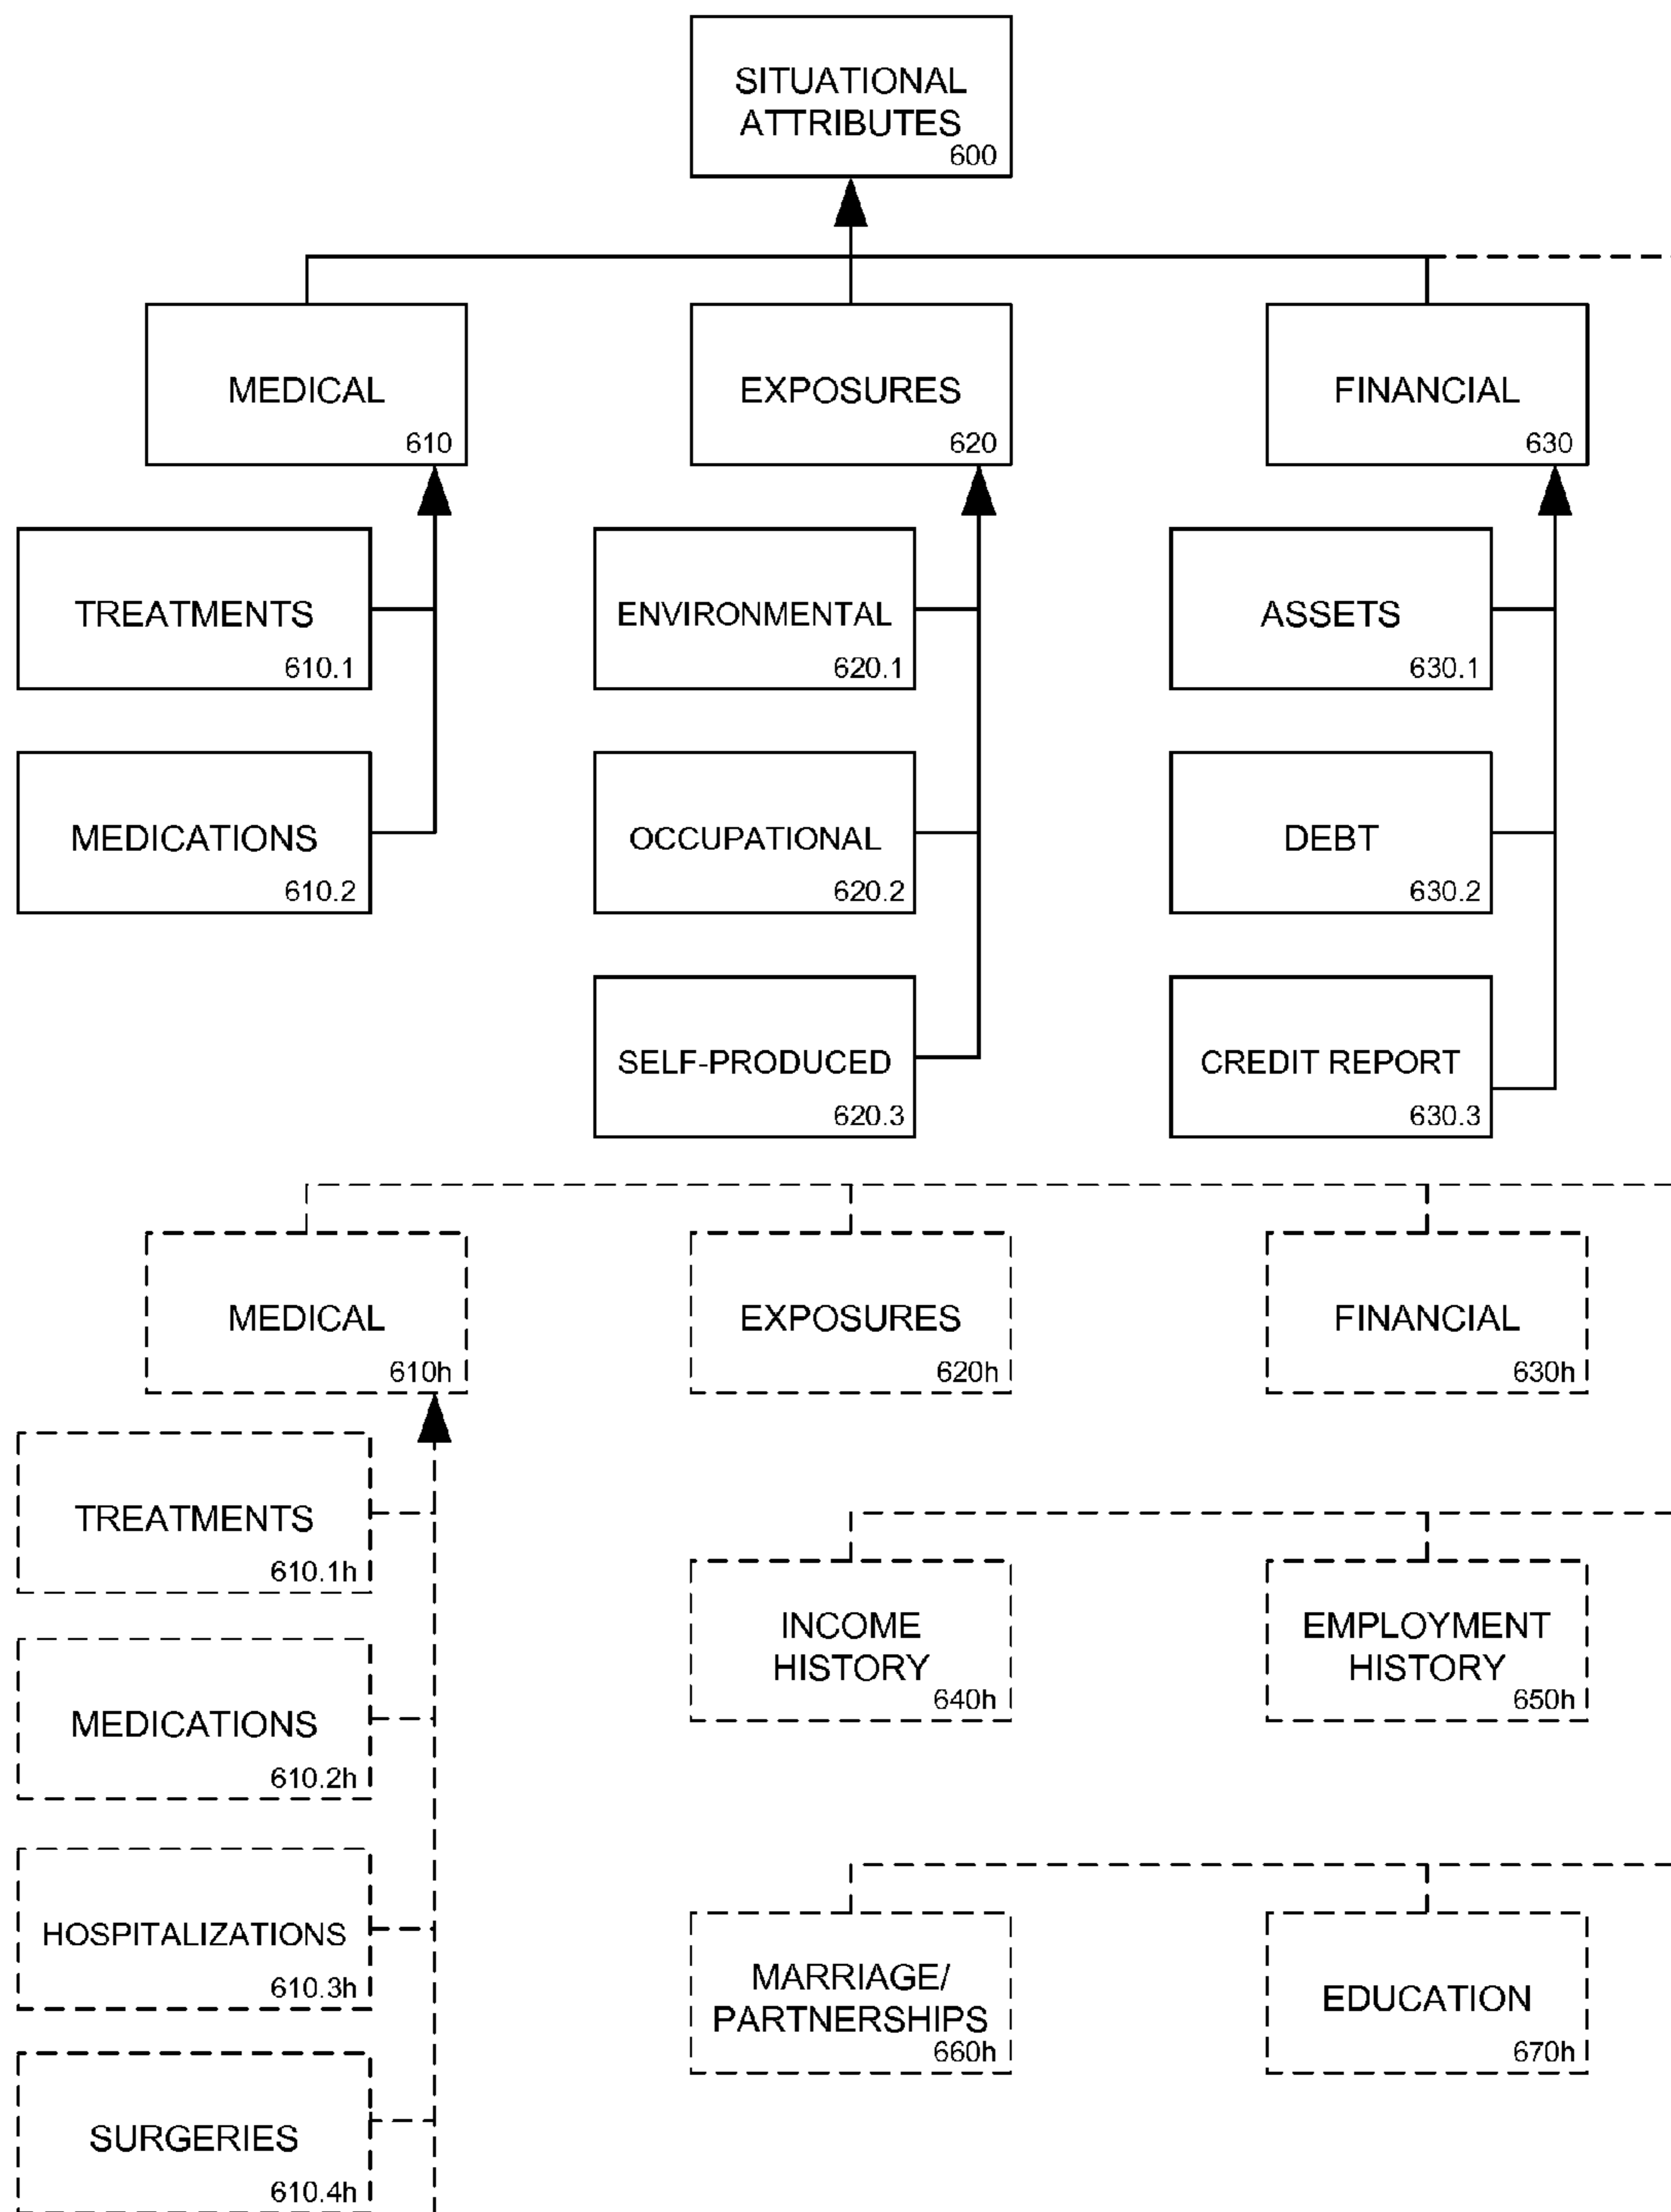 SITUATIONAL
ATTRIBUTES
600
MEDICAL
610
EXPOSURES
620
FINANCIAL
630
TREATMENTS
610.1
ENVIRONMENTAL
620.1
ASSETS
630.1
MEDICATIONS
610.2
OCCUPATIONAL
620.2
DEBT
630.2
SELF-PRODUCED
620.3
CREDIT REPORT
630.3
MEDICAL
610h
EXPOSURES
620h
FINANCIAL
630h
TREATMENTS
610.1h
INCOME
HISTORY
640h
EMPLOYMENT
HISTORY
650h
MEDICATIONS
610.2h
HOSPITALIZATIONS
610.3h
MARRIAGE/
PARTNERSHIPS
660h
EDUCATION
670h
SURGERIES
610.4h